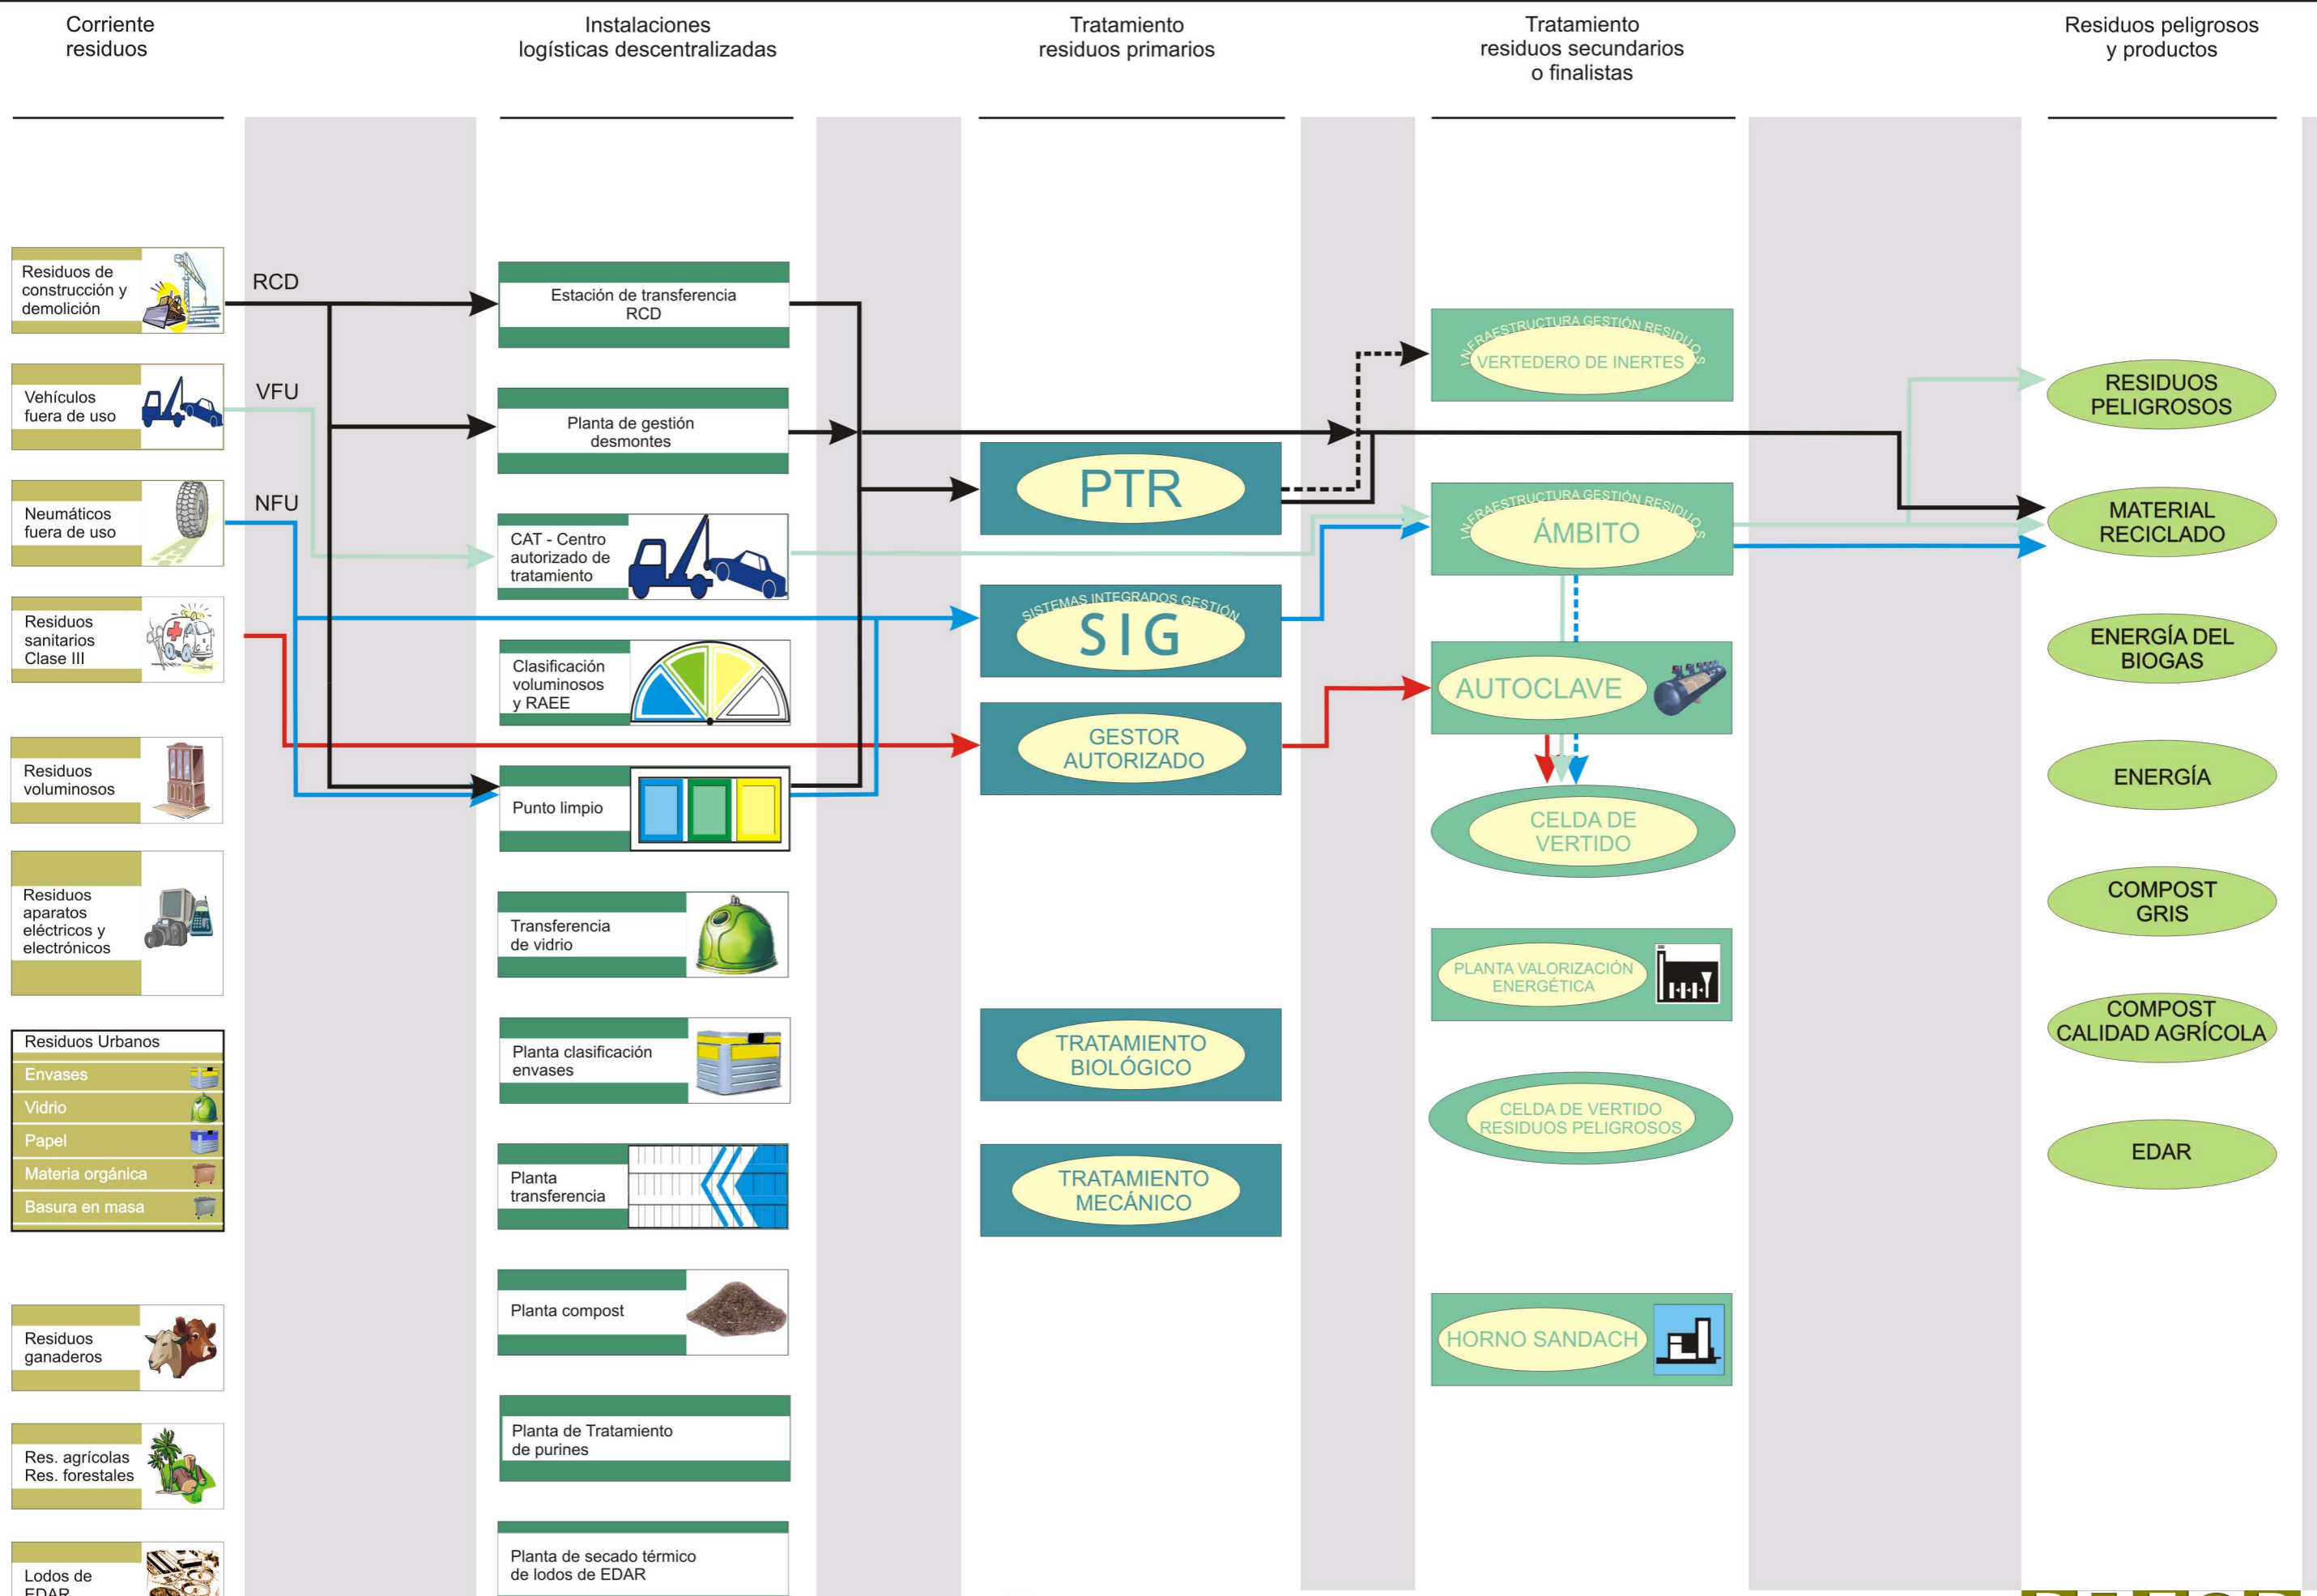 Corriente
residuos
Instalaciones
logísticas descentralizadas
Tratamiento
residuos primarios
Tratamiento
residuos secundarios
o finalistas
Residuos peligrosos
y productos
Residuos de
construcción y
demolición
RCD
Vehículos
fuera de uso
VFU
Neumáticos
fuera de uso
NFU
Residuos
sanitarios
Clase III
Residuos
voluminosos
Residuos
aparatos
eléctricos y
electrónicos
Residuos Urbanos
Envases
Vidrio
Papel
Materia orgánica
Basura en masa
Residuos
ganaderos
Res. agrícolas
Res. forestales
Lodos de
EDAR
Estación de transferencia
RCD
Planta de gestión
desmontes
CAT - Centro
autorizado de
tratamiento
Clasificación
voluminosos
y RAEE
Punto limpio
Transferencia
de vidrio
Planta clasificación
envases
Planta
transferencia
Planta compost
Planta de Tratamiento
de purines
Planta de secado térmico
de lodos de EDAR
PTR
SISTEMAS INTEGRADOS GESTIÓN
SIG
GESTOR
AUTORIZADO
TRATAMIENTO
BIOLÓGICO
TRATAMIENTO
MECÁNICO
INFRAESTRUCTURA GESTIÓN RESIDUOS
VERTEDERO DE INERTES
INFRAESTRUCTURA GESTIÓN RESIDUOS
ÁMBITO
AUTOCLAVE
CELDA DE
VERTIDO
PLANTA VALORIZACIÓN
ENERGÉTICA
CELDA DE VERTIDO
RESIDUOS PELIGROSOS
HORNO SANDACH
RESIDUOS
PELIGROSOS
MATERIAL
RECICLADO
ENERGÍA DEL
BIOGAS
ENERGÍA
COMPOST
GRIS
COMPOST
CALIDAD AGRÍCOLA
EDAR